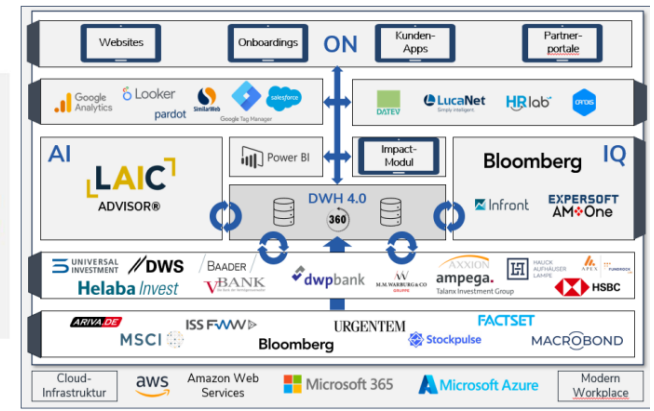 Websites
Onboardings
ON
Kunden-
Apps
Partner-
portale
Google
Analytics
Looker
pardot
SimilarWeb
Google Tag Manager
salesforce
DATEV
LucaNet
Simply intelligent
HRlab
AI
LAIC
ADVISOR®
Power BI
Impact-
Modul
DWH 4.0
360
Bloomberg
IQ
Infront
EXPERSOFT
AM One
UNIVERSAL
INVESTMENT
DWS
Helaba Invest
BAADER
VBANK
dwpbank
M.M.WARBURG & CO
GRUPPE
AXXION
ampega.
Talanx Investment Group
HAUCK
AUFHÄUSER
LAMPE
APEX
FUNDROCK
HSBC
ARIVA.DE
ISS FWW
MSCI
Bloomberg
URGENTEM
FACTSET
Stockpulse
MACROBOND
Cloud-
Infrastruktur
aws
Amazon Web
Services
Microsoft 365
Microsoft Azure
Modern
Workplace